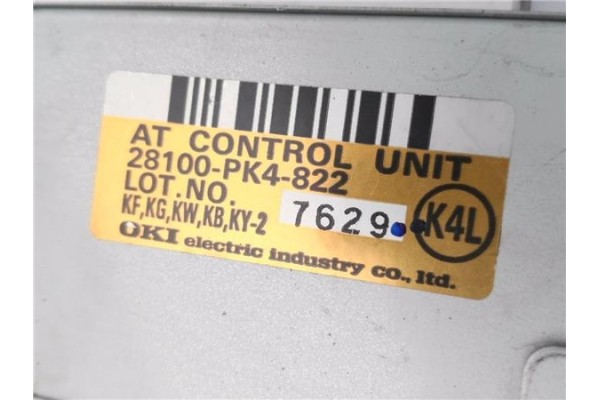 AT CONTROL UNIT
28100-PK4-822
LOT.NO. 7629
KF,KG,KW,KB,KY-2
K4L
OKI electric industry co., ltd.